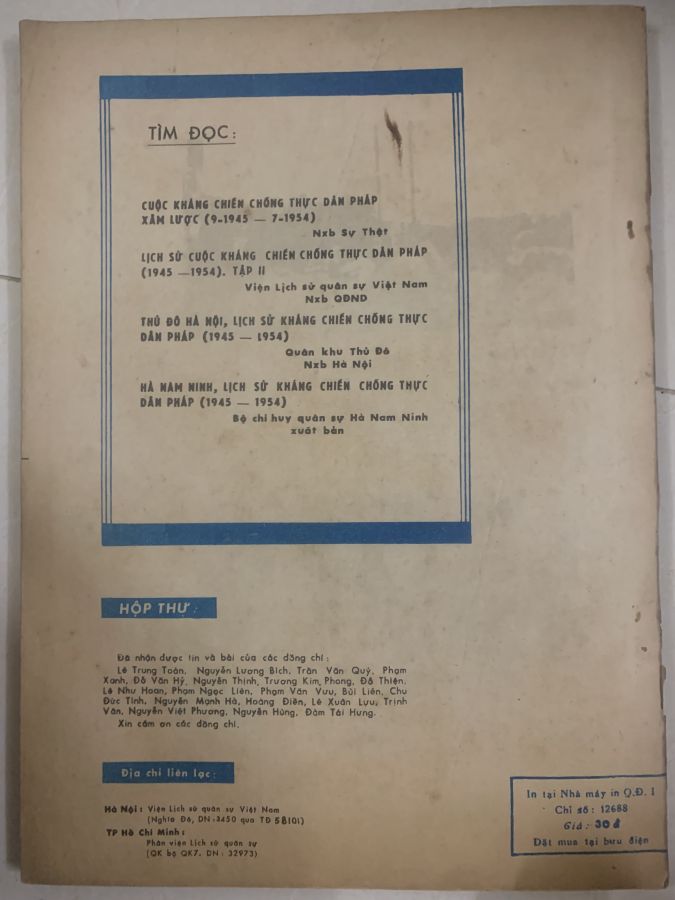 TÌM ĐỌC:
CUỘC KHÁNG CHIẾN CHỐNG THỰC DÂN PHÁP
XÂM LƯỢC (9-1945 — 7-1954)
Nxb Sự Thật
LỊCH SỬ CUỘC KHÁNG CHIẾN CHỐNG THỰC DÂN PHÁP
(1945 —1954). TẬP II
Viện Lịch sử quân sự Việt Nam
Nxb QĐND
THỦ ĐÔ HÀ NỘI, LỊCH SỬ KHÁNG CHIẾN CHỐNG THỰC
DÂN PHÁP (1945 — 1954)
Quân khu Thủ Đô
Nxb Hà Nội
HÀ NAM NINH, LỊCH SỬ KHÁNG CHIẾN CHỐNG THỰC
DÂN PHÁP (1945 — 1954)
Bộ chỉ huy quân sự Hà Nam Ninh
xuất bản
HỘP THƯ:
Đã nhận được tin và bài của các đồng chí:
Lê Trung Toản, Nguyễn Lương Bích, Trần Văn Quý, Phạm
Xanh, Đỗ Văn Hỷ, Nguyễn Thịnh, Trương Kim Phong, Đỗ Thiện,
Lê Như Hoan, Phạm Ngọc Liên, Phạm Văn Vưu, Bùi Liên, Chu
Đức Tính, Nguyễn Mạnh Hà, Hoàng Điền, Lê Xuân Lựu, Trịnh
Vân, Nguyễn Việt Phương, Nguyễn Hùng, Đàm Tái Hưng.
Xin cảm ơn các đồng chí.
Địa chỉ liên lạc:
Hà Nội: Viện Lịch sử quân sự Việt Nam
(Nghĩa Đô, DN:3450 qua TĐ 58101)
TP Hồ Chí Minh:
Phân viện Lịch sử quân sự
(QK bộ QK7. DN: 32973)
In tại Nhà máy in Q.Đ. 1
Chỉ số: 12688
Giá: 30đ
Đặt mua tại bưu điện